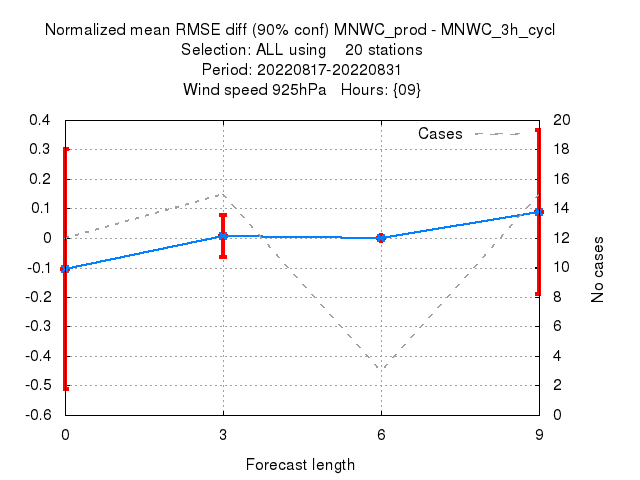 Normalized mean RMSE diff (90% conf) MNWC_prod - MNWC_3h_cycl
Selection: ALL using    20 stations
Period: 20220817-20220831
Wind speed 925hPa   Hours: {09}
Cases
0.4
0.3
0.2
0.1
0
-0.1
-0.2
-0.3
-0.4
-0.5
-0.6
20
18
16
14
12
10
8
6
4
2
0
No cases
0 3 6 9
Forecast length